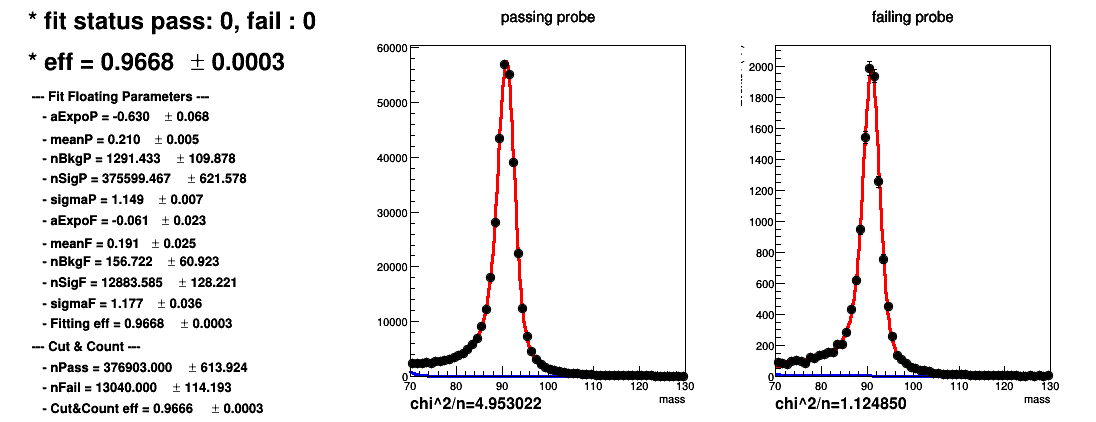 * fit status pass: 0, fail : 0
* eff = 0.9668 ± 0.0003
--- Fit Floating Parameters ---
- aExpoP = -0.630 ± 0.068
- meanP = 0.210 ± 0.005
- nBkgP = 1291.433 ± 109.878
- nSigP = 375599.467 ± 621.578
- sigmaP = 1.149 ± 0.007
- aExpoF = -0.061 ± 0.023
- meanF = 0.191 ± 0.025
- nBkgF = 156.722 ± 60.923
- nSigF = 12883.585 ± 128.221
- sigmaF = 1.177 ± 0.036
- Fitting eff = 0.9668 ± 0.0003
--- Cut & Count ---
- nPass = 376903.000 ± 613.924
- nFail = 13040.000 ± 114.193
- Cut&Count eff = 0.9666 ± 0.0003
passing probe
60000
50000
40000
30000
20000
10000
0
70 80 90 100 110 120 130
mass
chi^2/n=4.953022
failing probe
2000
1800
1600
1400
1200
1000
800
600
400
200
0
70 80 90 100 110 120 130
mass
chi^2/n=1.124850